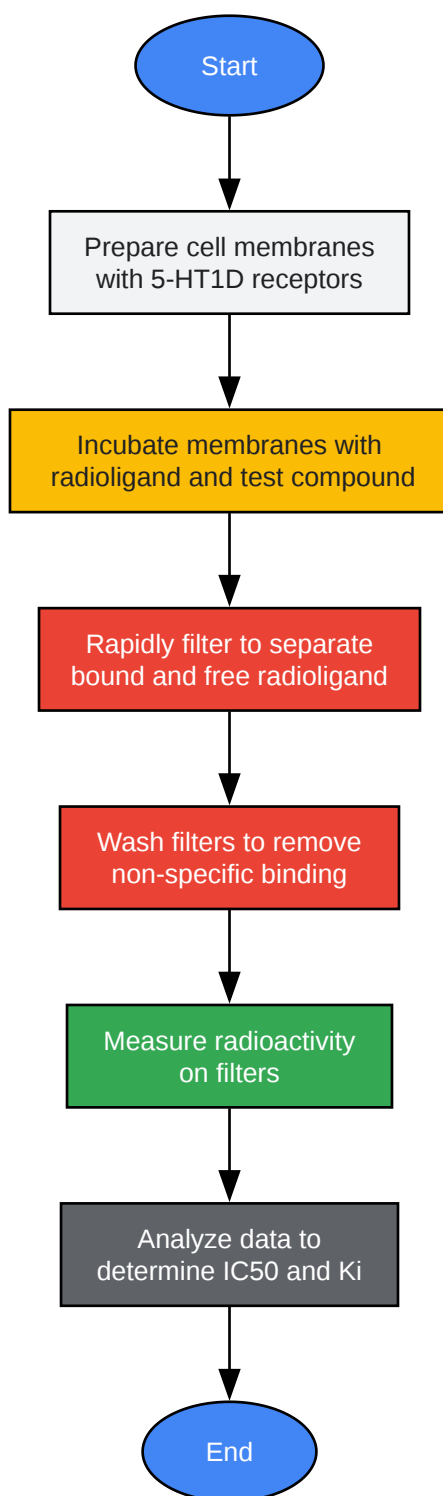 Start
Prepare cell membranes
with 5-HT1D receptors
Incubate membranes with
radioligand and test compound
Rapidly filter to separate
bound and free radioligand
Wash filters to remove
non-specific binding
Measure radioactivity
on filters
Analyze data to
determine IC50 and Ki
End